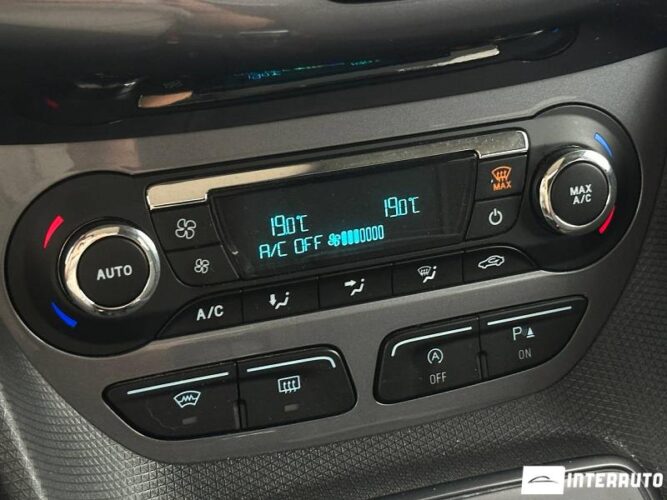 19.0°C 19.0°C
A/C OFF
MAX
AUTO
MAX
A/C
A/C
A
OFF
P
ON
INTERAUTO